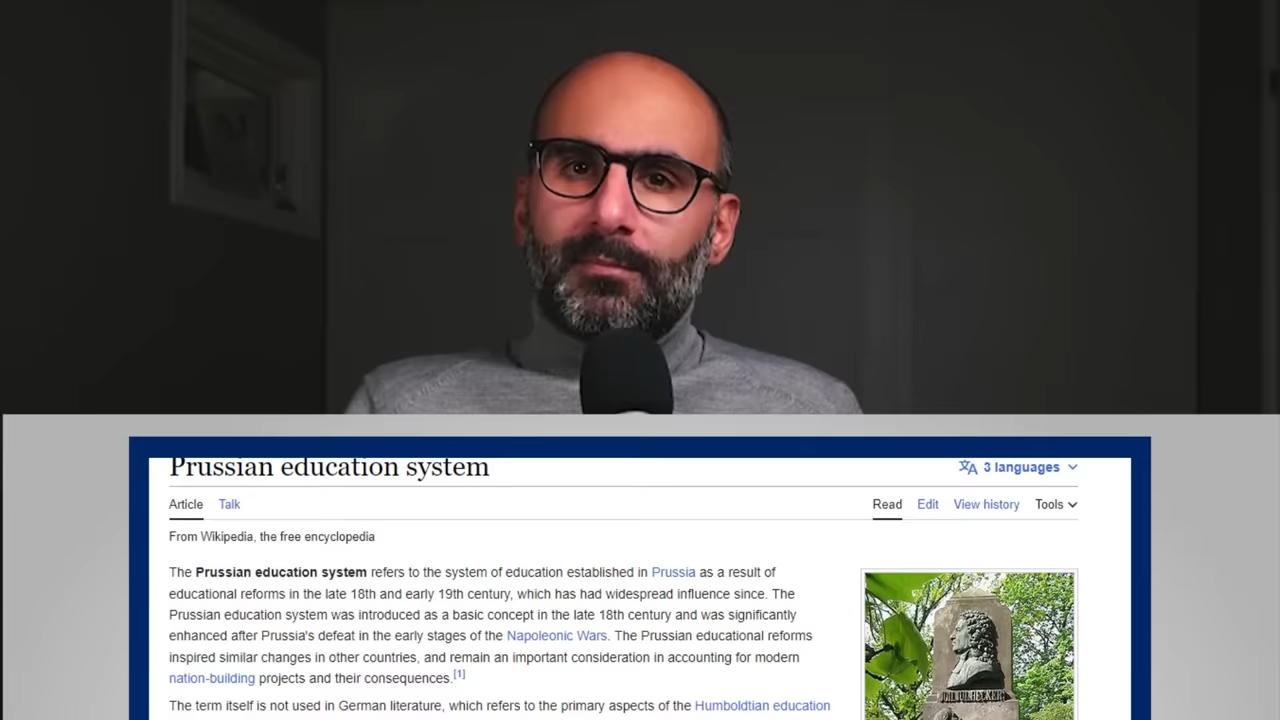 Prussian education system
3 languages
Article Talk
Read Edit View history Tools
From Wikipedia, the free encyclopedia
The Prussian education system refers to the system of education established in Prussia as a result of
educational reforms in the late 18th and early 19th century, which has had widespread influence since. The
Prussian education system was introduced as a basic concept in the late 18th century and was significantly
enhanced after Prussia's defeat in the early stages of the Napoleonic Wars. The Prussian educational reforms
inspired similar changes in other countries, and remain an important consideration in accounting for modern
nation-building projects and their consequences.[1]
The term itself is not used in German literature, which refers to the primary aspects of the Humboldtian education